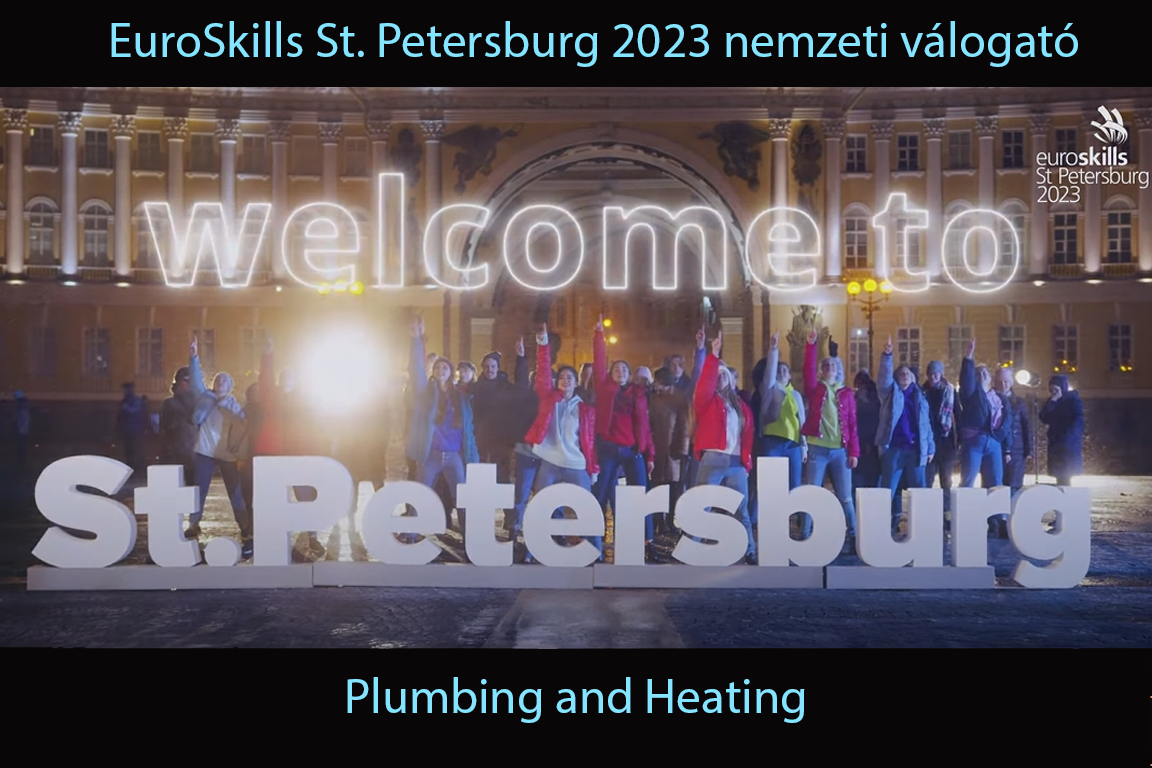 EuroSkills St. Petersburg 2023 nemzeti válogató
euroskills
St Petersburg
2023
welcome to
St.Petersburg
Plumbing and Heating